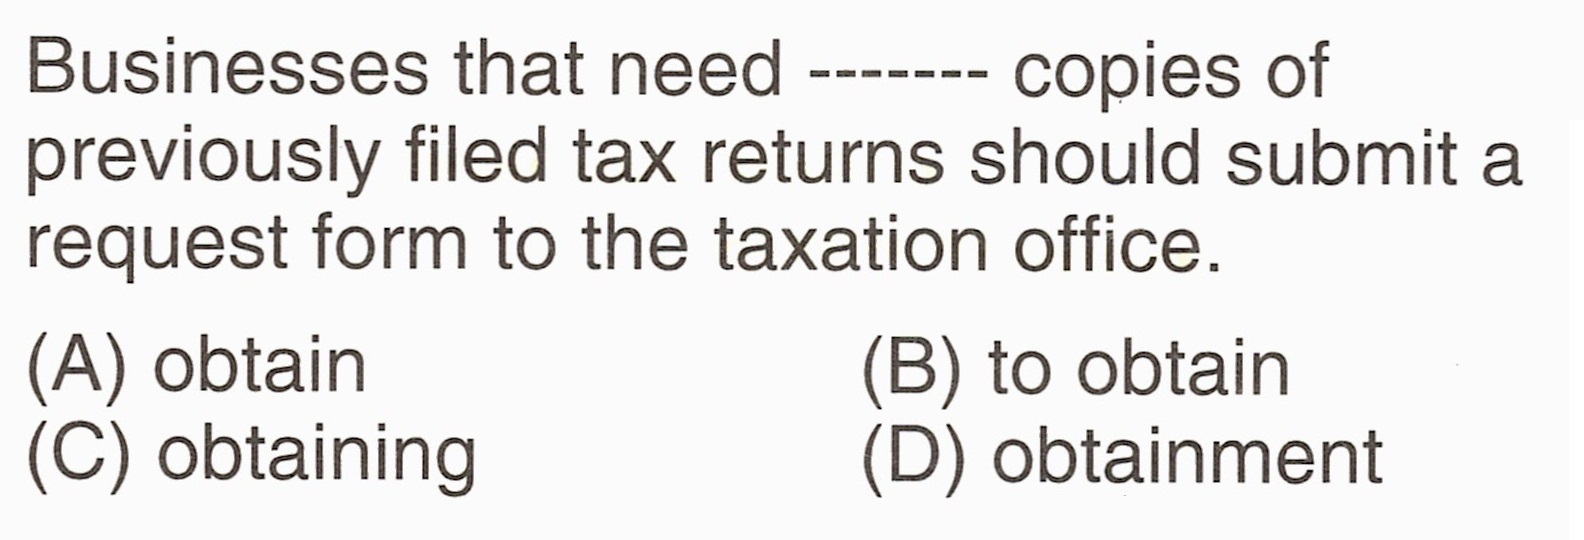 Businesses that need ------- copies of
previously filed tax returns should submit a
request form to the taxation office.
(A) obtain (B) to obtain
(C) obtaining (D) obtainment